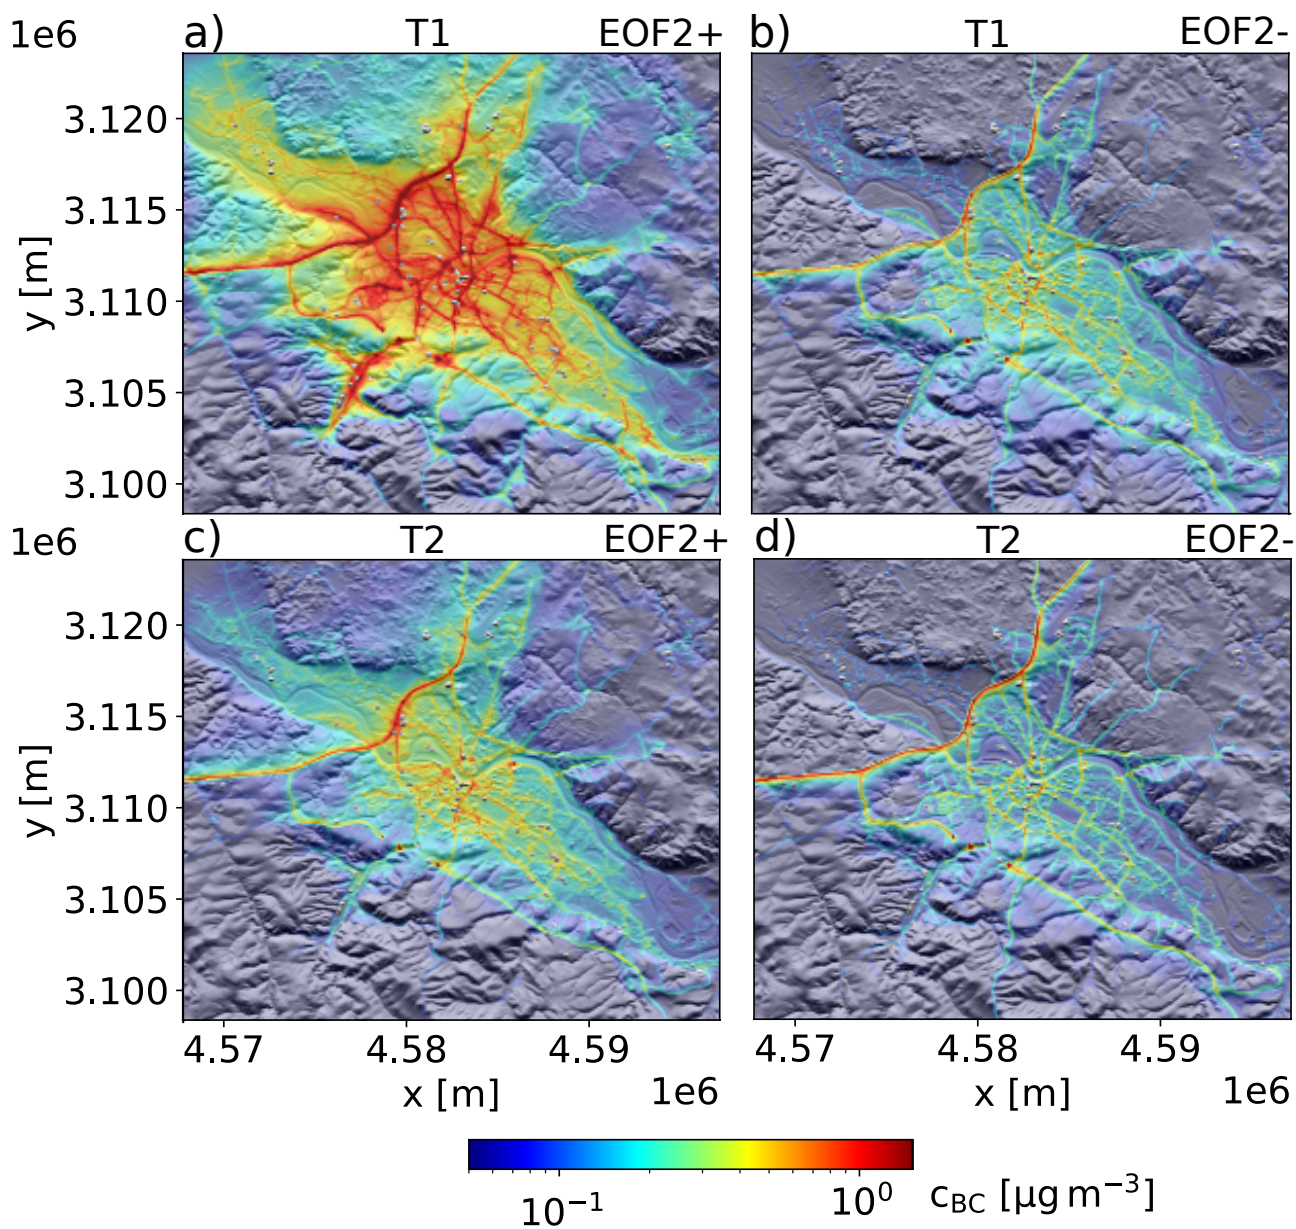 1e6 a) T1 EOF2+ b) T1 EOF2-
3.120
3.115
3.110
3.105
3.100
y [m]
1e6 c) T2 EOF2+ d) T2 EOF2-
3.120
3.115
3.110
3.105
3.100
y [m]
4.57 4.58 4.59 4.57 4.58 4.59
x [m] 1e6 x [m] 1e6
10⁻¹ 10⁰ c_BC [µg m⁻³]